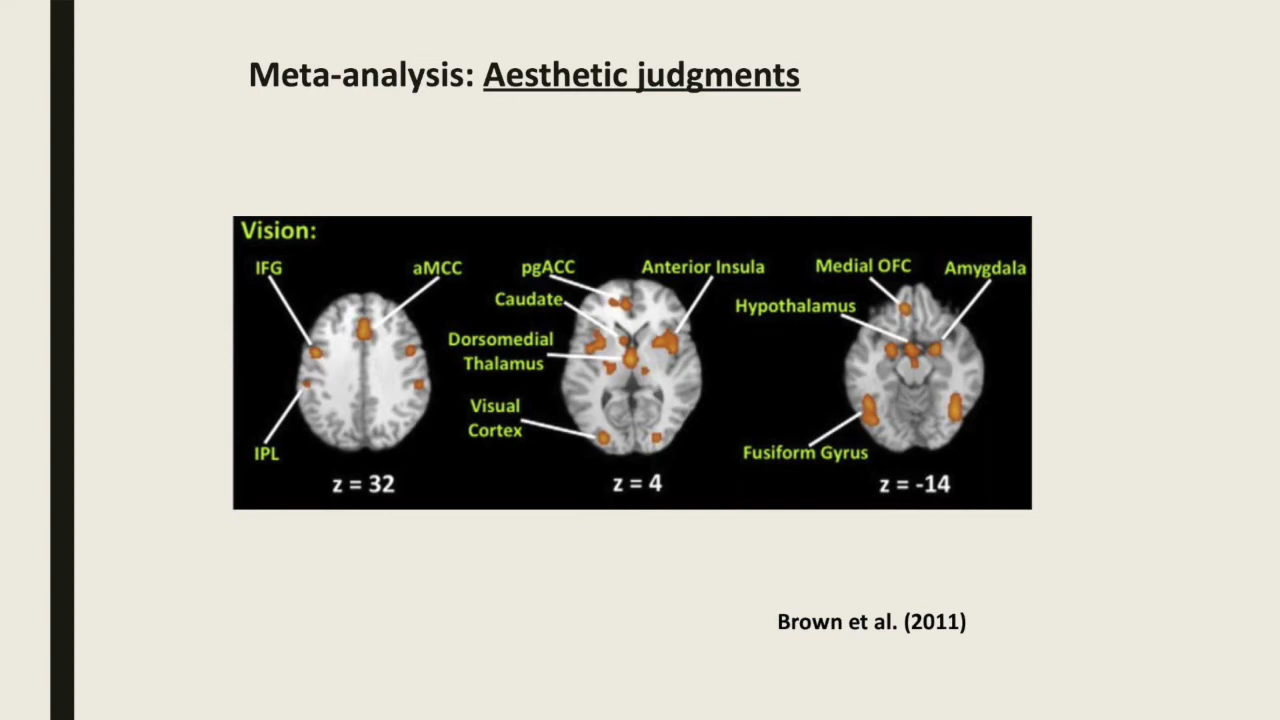 Meta-analysis: Aesthetic judgments
Vision:
IFG
aMCC
IPL
z = 32
pgACC
Anterior Insula
Caudate
Dorsomedial
Thalamus
Visual
Cortex
z = 4
Medial OFC
Amygdala
Hypothalamus
Fusiform Gyrus
z = -14
Brown et al. (2011)